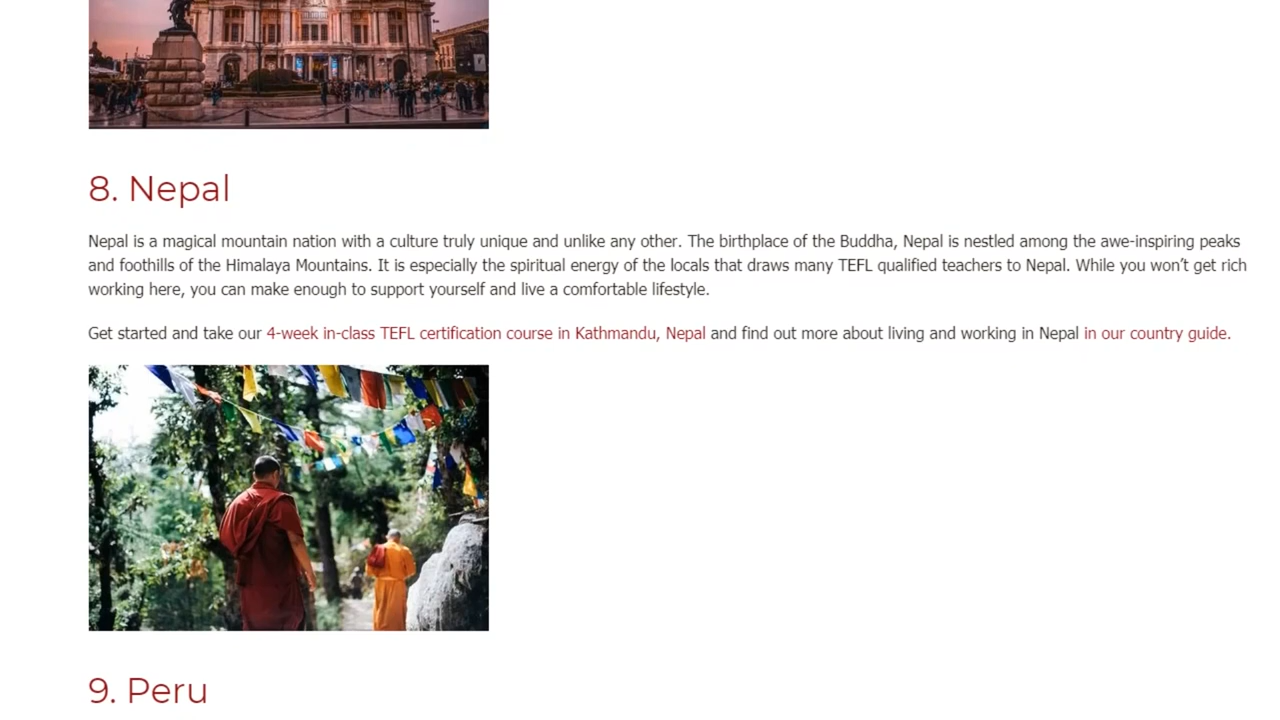 8. Nepal
Nepal is a magical mountain nation with a culture truly unique and unlike any other. The birthplace of the Buddha, Nepal is nestled among the awe-inspiring peaks
and foothills of the Himalaya Mountains. It is especially the spiritual energy of the locals that draws many TEFL qualified teachers to Nepal. While you won’t get rich
working here, you can make enough to support yourself and live a comfortable lifestyle.
Get started and take our 4-week in-class TEFL certification course in Kathmandu, Nepal and find out more about living and working in Nepal in our country guide.
9. Peru